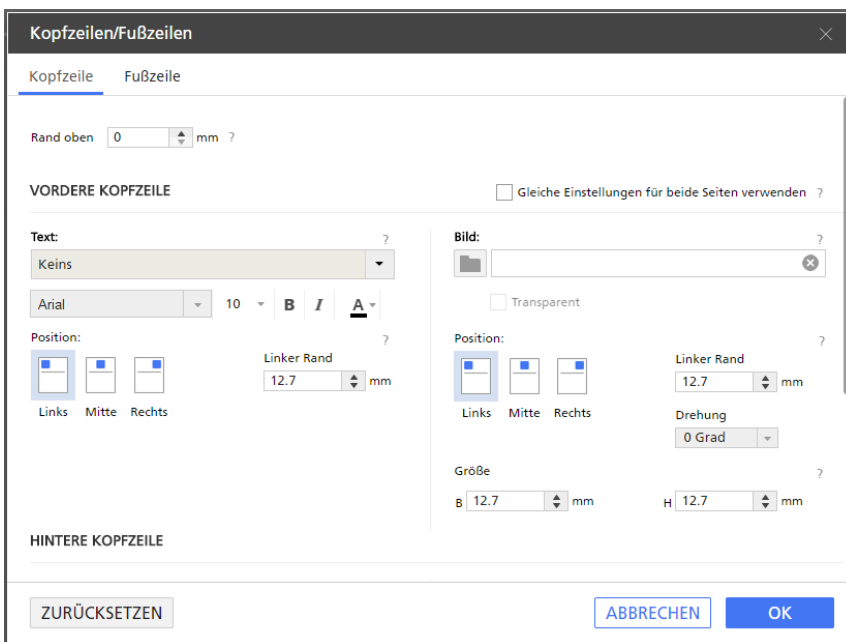 Kopfzeilen/Fußzeilen
Kopfzeile Fußzeile
Rand oben 0 mm ?
VORDERE KOPFZEILE
Gleiche Einstellungen für beide Seiten verwenden ?
Text: ?
Keins
Arial 10 B I A
Position: ?
Linker Rand
12.7 mm
Links Mitte Rechts
Bild: ?
Transparent
Position: ?
Linker Rand
12.7 mm
Links Mitte Rechts
Drehung
0 Grad
Größe ?
B 12.7 mm H 12.7 mm
HINTERE KOPFZEILE
ZURÜCKSETZEN ABBRECHEN OK